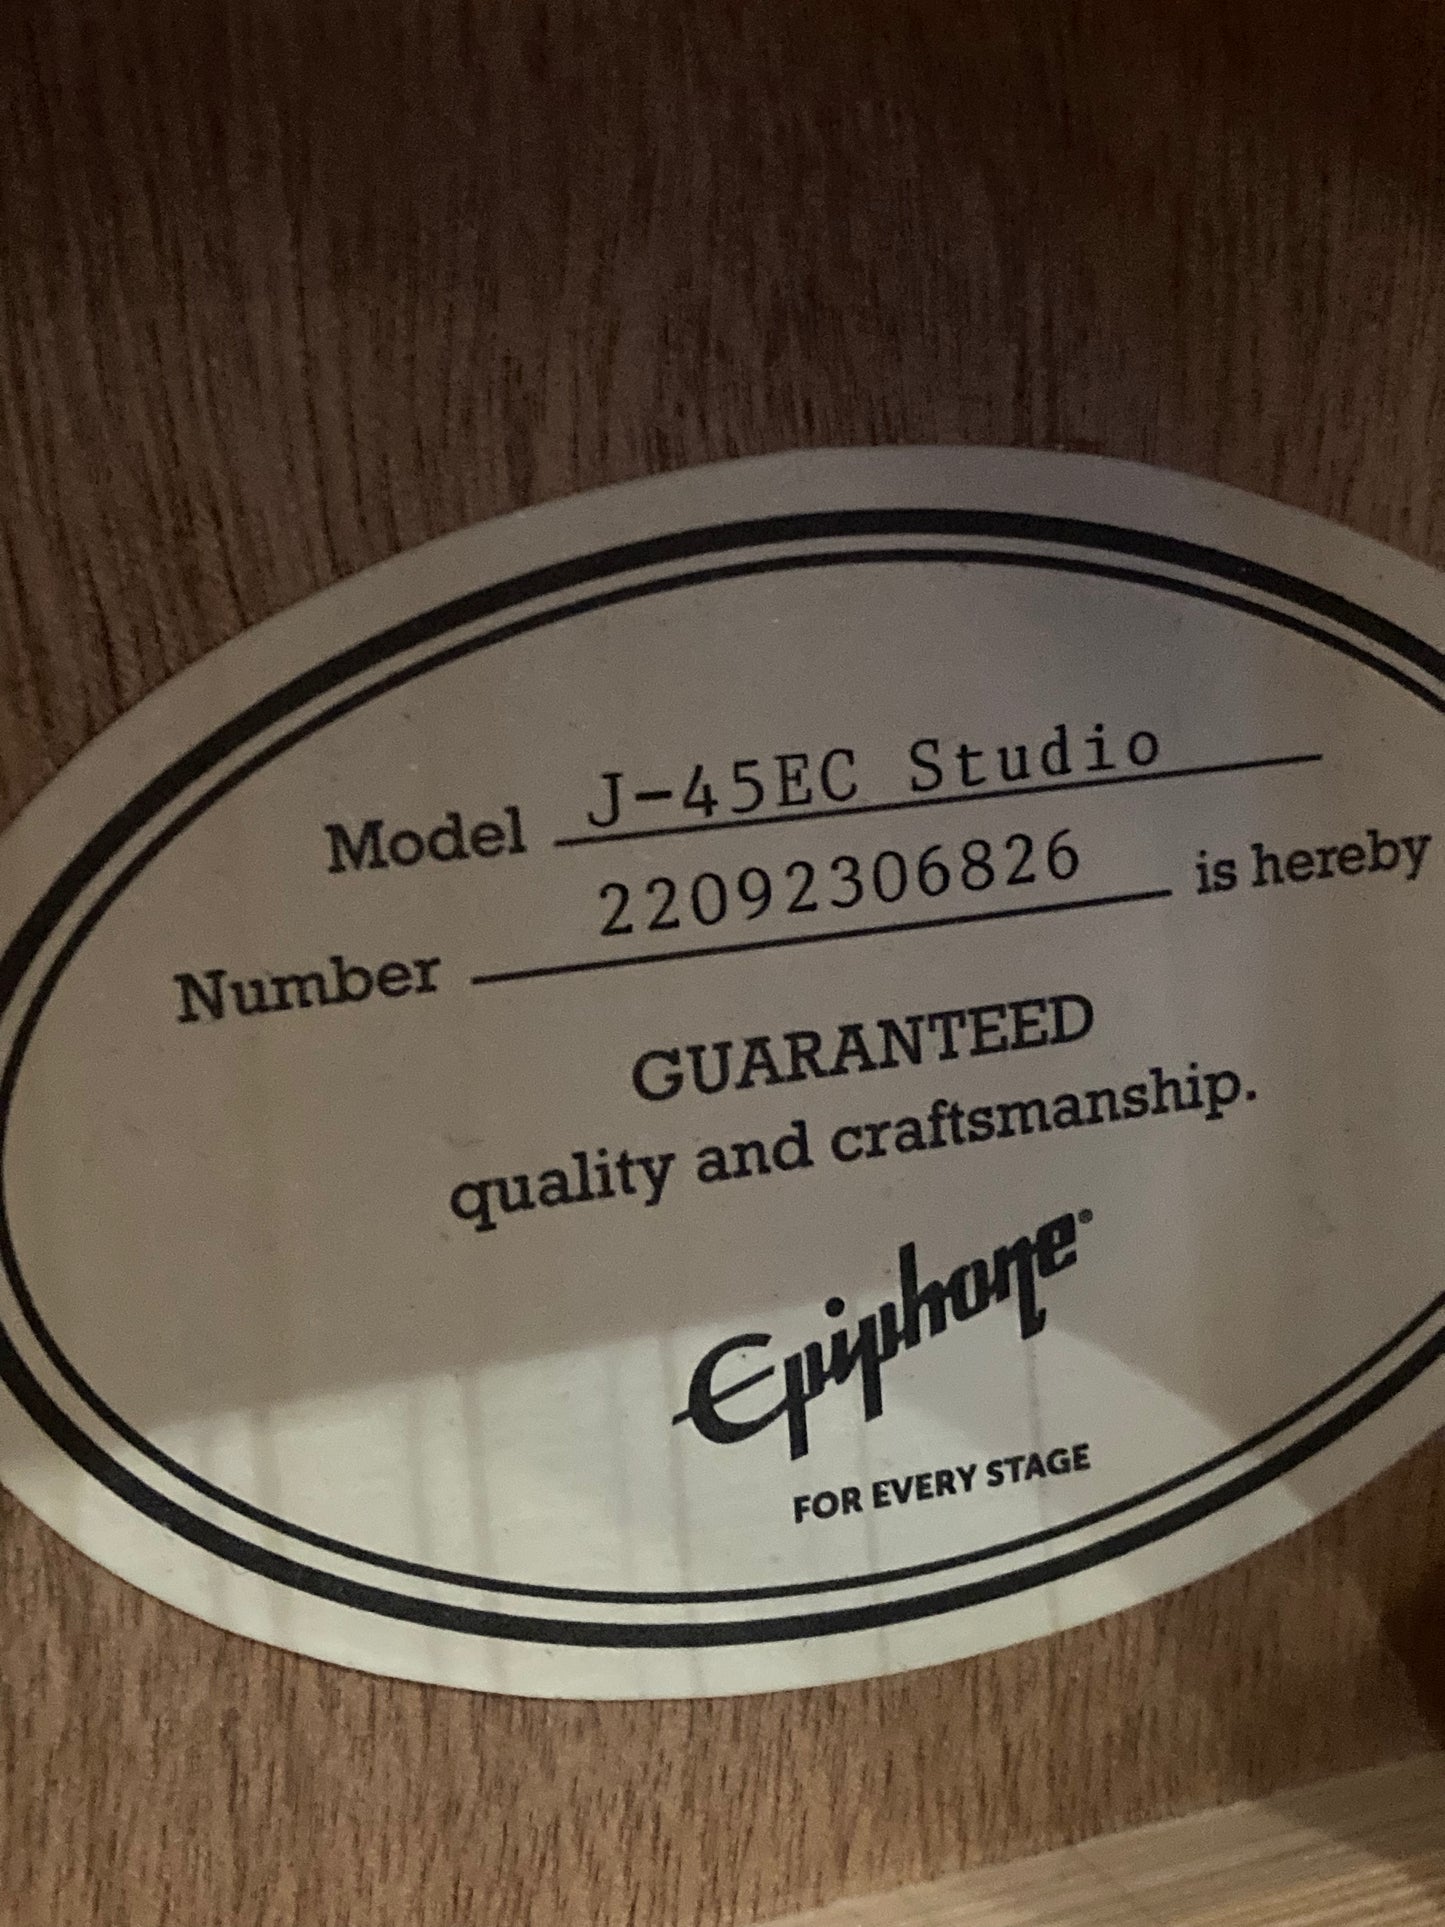 Model J-45EC Studio
Number 22092306826 is hereby
GUARANTEED
quality and craftsmanship.
Epiphone®
FOR EVERY STAGE